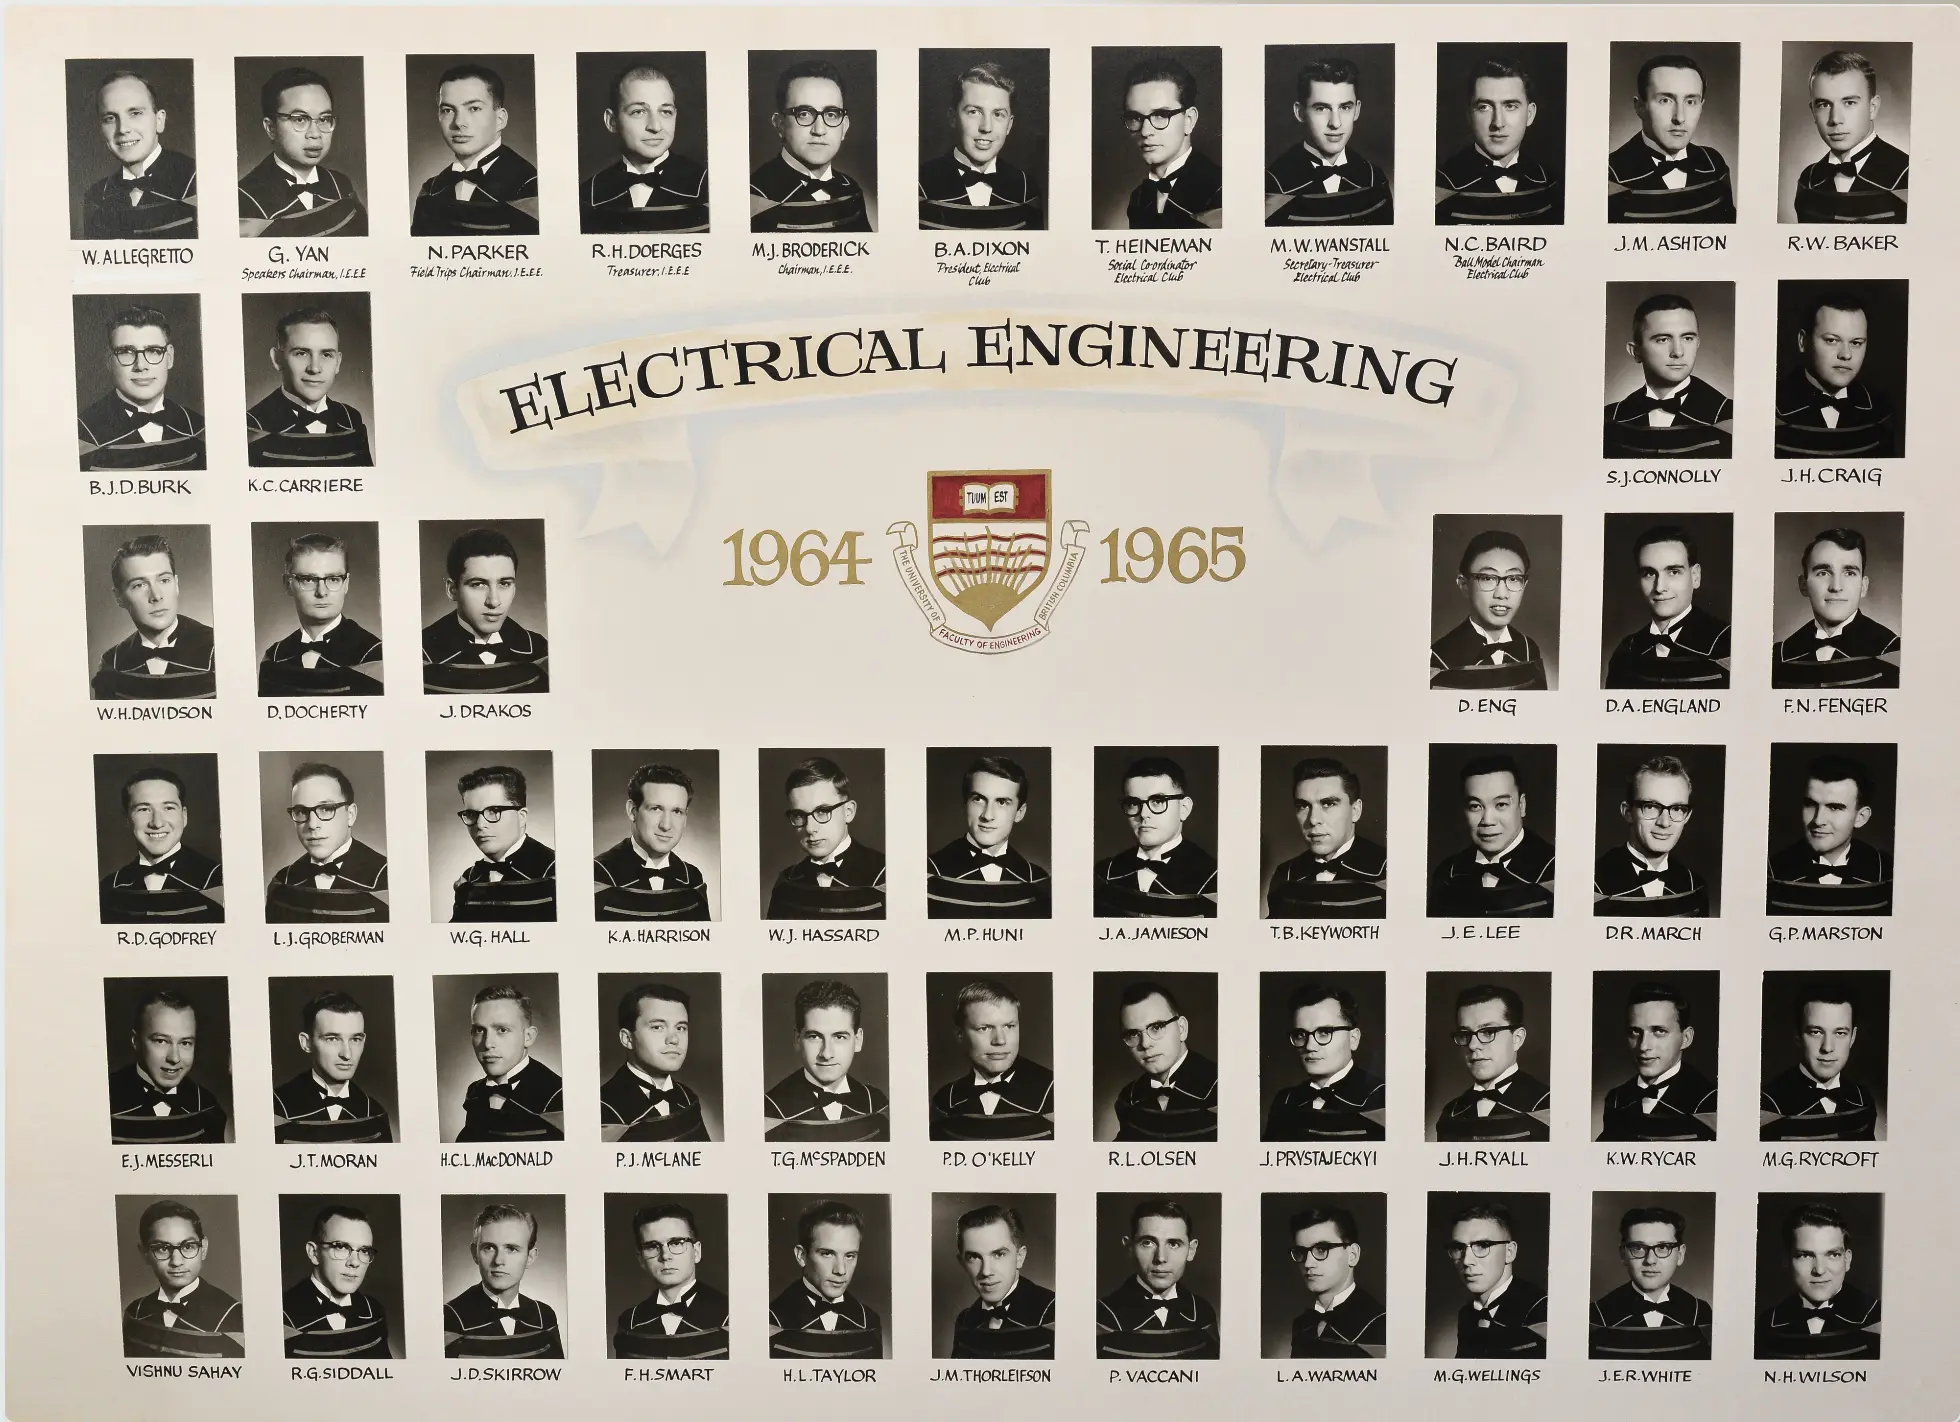 W. ALLEGRETTO
G. YAN
Speakers Chairman, I.E.E.E
N. PARKER
Field Trips Chairman, I.E.E.E.
R.H. DOERGES
Treasurer, I.E.E.E
M.J. BRODERICK
Chairman, I.E.E.E.
B.A. DIXON
President, Electrical
Club
T. HEINEMAN
Social Co-ordinator
Electrical Club
M.W. WANSTALL
Secretary-Treasurer
Electrical Club
N.C. BAIRD
Ball Model Chairman
Electrical Club
J.M. ASHTON
R.W. BAKER
ELECTRICAL ENGINEERING
B.J.D. BURK
K.C. CARRIERE
S.J. CONNOLLY
J.H. CRAIG
1964
TUUM EST
THE UNIVERSITY OF
BRITISH COLUMBIA
FACULTY OF ENGINEERING
1965
W.H. DAVIDSON
D. DOCHERTY
J. DRAKOS
D. ENG
D.A. ENGLAND
F.N. FENGER
R.D. GODFREY
L.J. GROBERMAN
W.G. HALL
K.A. HARRISON
W.J. HASSARD
M.P. HUNI
J.A. JAMIESON
T.B. KEYWORTH
J.E. LEE
D.R. MARCH
G.P. MARSTON
E.J. MESSERLI
J.T. MORAN
H.C.L. MACDONALD
P.J. McLANE
T.G. McSPADDEN
P.D. O'KELLY
R.L. OLSEN
J. PRYSTAJECKYI
J.H. RYALL
K.W. RYCAR
M.G. RYCROFT
VISHNU SAHAY
R.G. SIDDALL
J.D. SKIRROW
F.H. SMART
H.L. TAYLOR
J.M. THORLEIFSON
P. VACCANI
L.A. WARMAN
M.G. WELLINGS
J.E.R. WHITE
N.H. WILSON